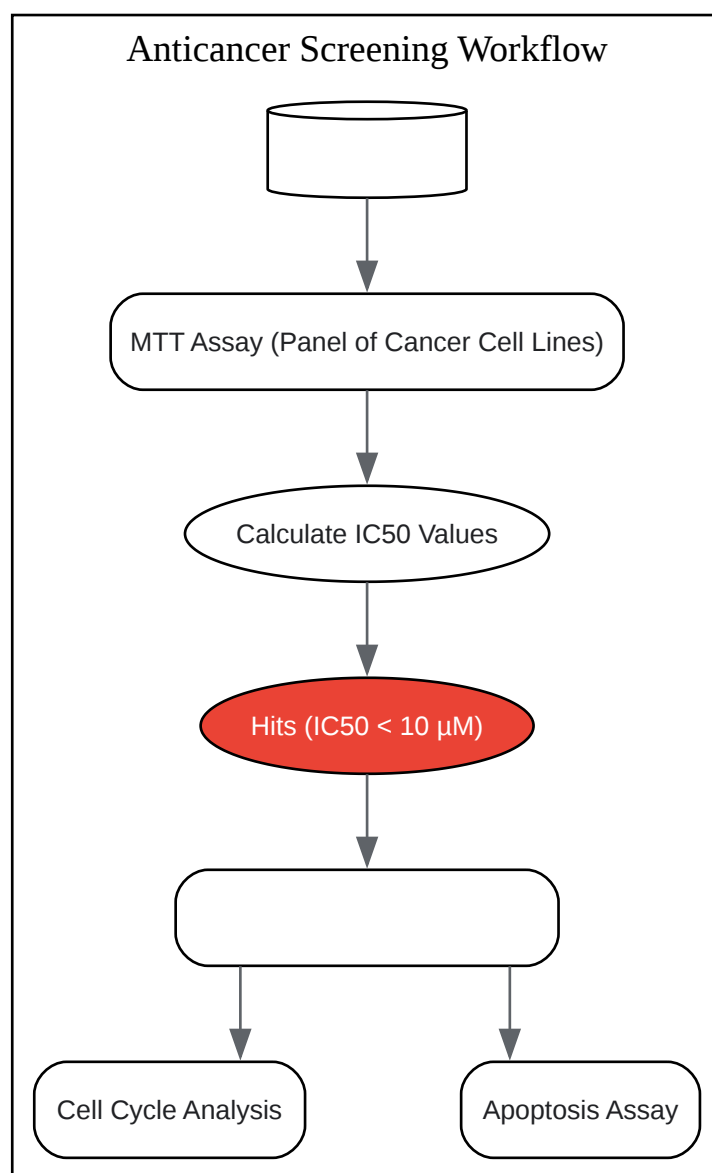 Anticancer Screening Workflow
MTT Assay (Panel of Cancer Cell Lines)
Calculate IC50 Values
Hits (IC50 < 10 µM)
Cell Cycle Analysis
Apoptosis Assay